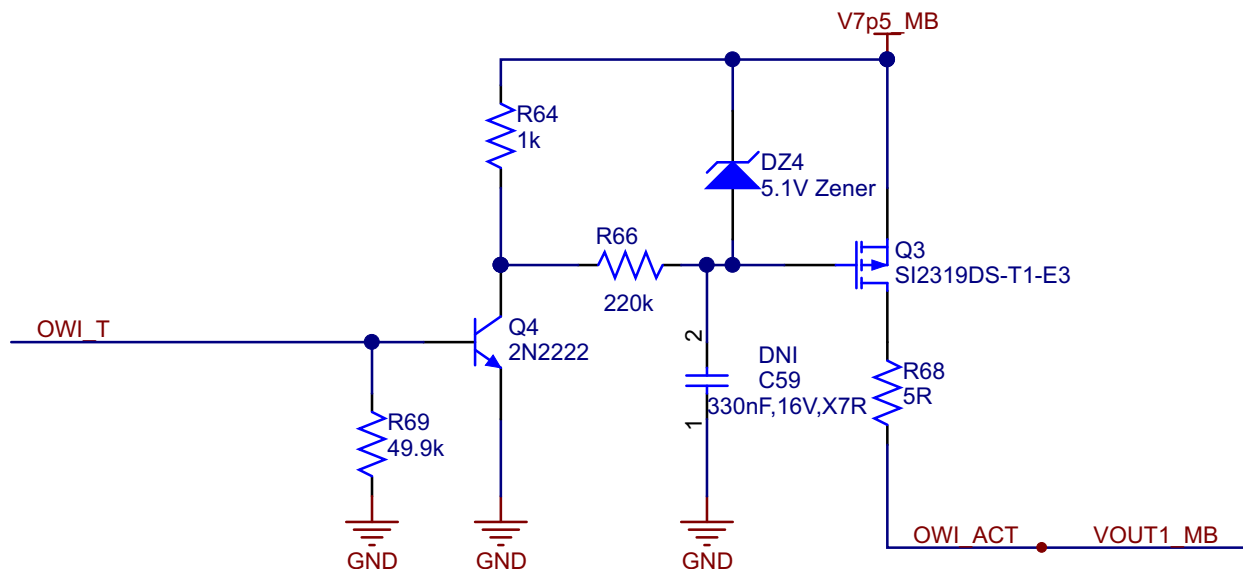 V7p5_MB
R64
1k
DZ4
5.1V Zener
R66
220k
Q3
SI2319DS-T1-E3
OWI_T
Q4
2N2222
2
DNI
C59
330nF,16V,X7R
1
R68
5R
R69
49.9k
GND
GND
GND
OWI_ACT
VOUT1_MB